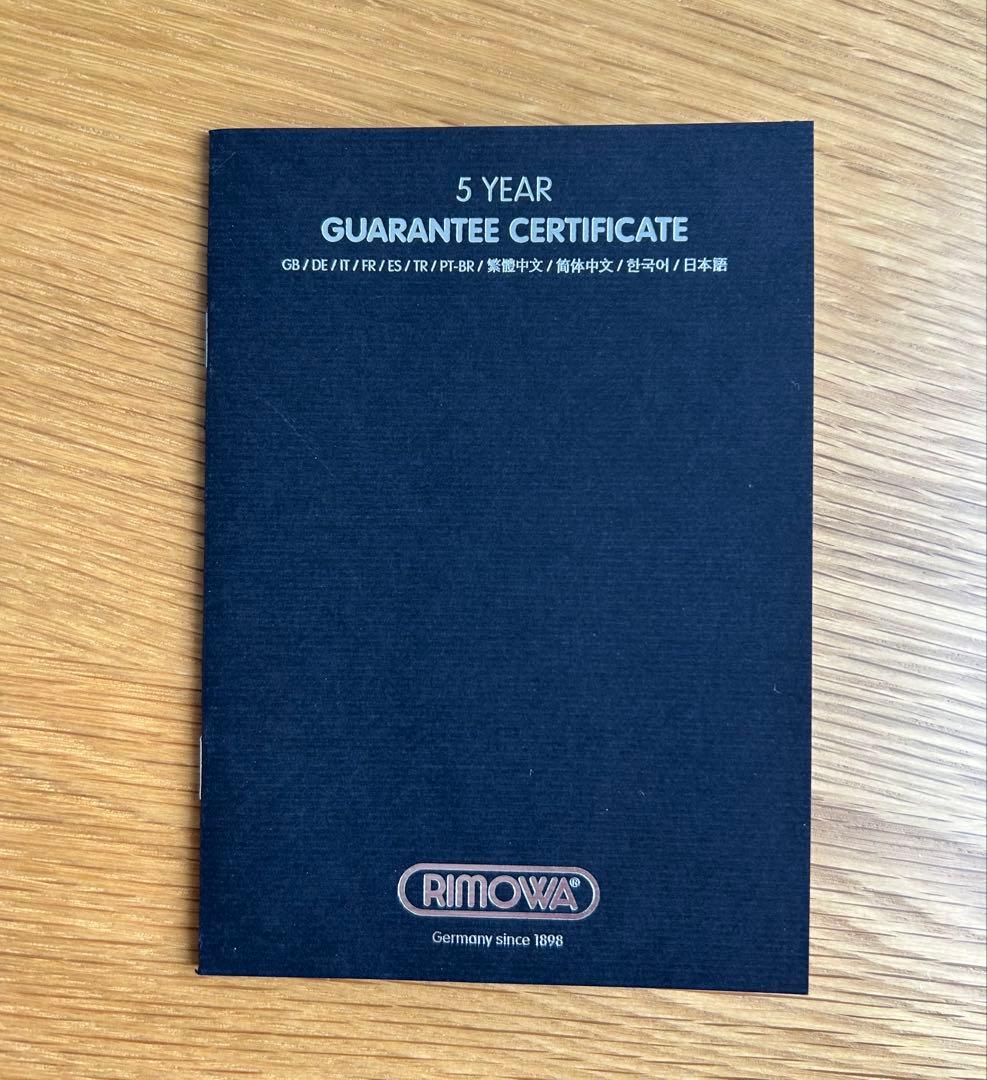 5 YEAR
GUARANTEE CERTIFICATE
GB / DE / IT / FR / ES / TR / PT-BR / 繁體中文 / 简体中文 / 한국어 / 日本語
RIMOWA®
Germany since 1898